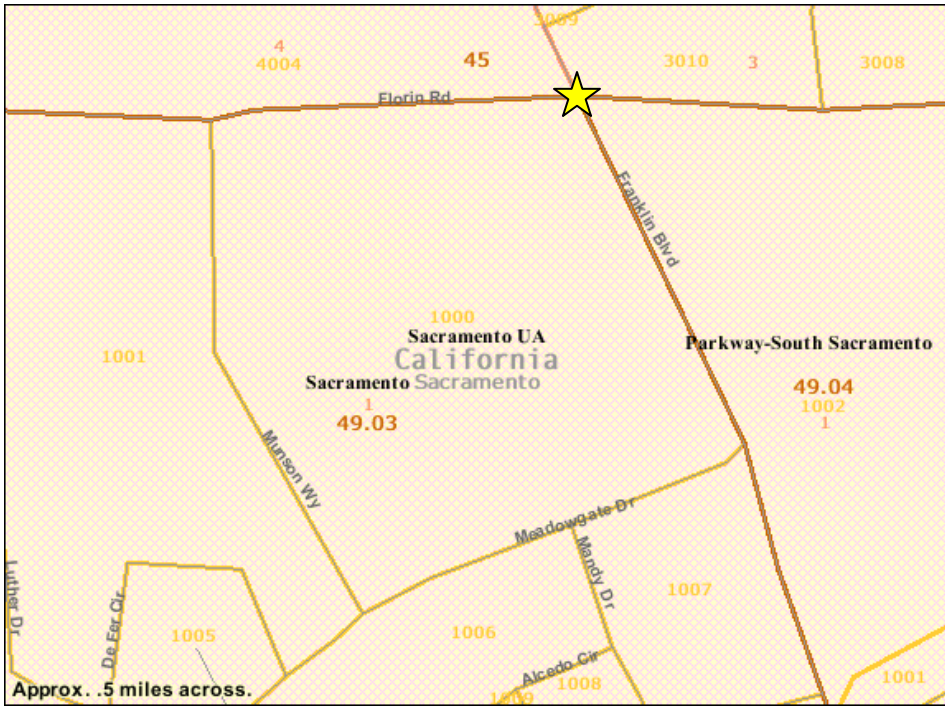 3009
4
4004
45
3010
3
3008
Florin Rd
Franklin Blvd
1000
Sacramento UA
California
Parkway-South Sacramento
1001
Sacramento
Sacramento
49.04
1
1002
49.03
1
Munson Wy
Meadowgate Dr
Mandy Dr
Luther Dr
De Fer Cir
1007
1005
1006
Alcedo Cir
1008
1001
Approx. .5 miles across.
1009